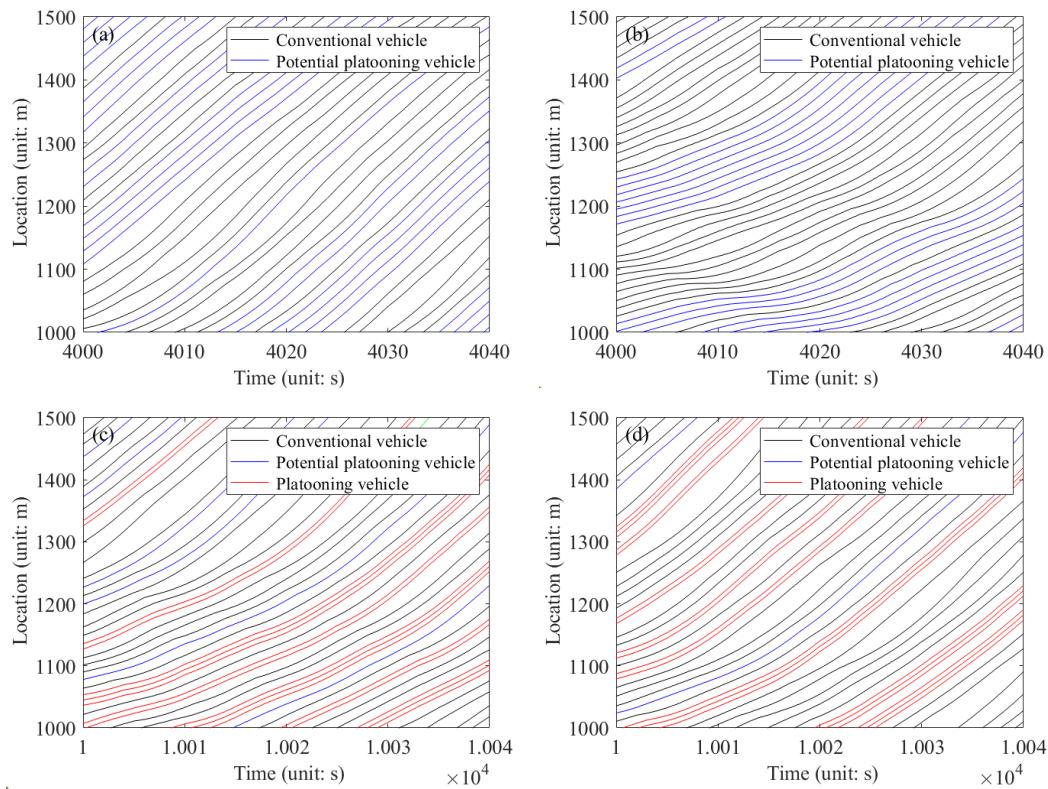 1500
(a)
Conventional vehicle
Potential platooning vehicle
1400
1300
1200
1100
1000
Location (unit: m)
4000 4010 4020 4030 4040
Time (unit: s)
1500
(b)
Conventional vehicle
Potential platooning vehicle
1400
1300
1200
1100
1000
Location (unit: m)
4000 4010 4020 4030 4040
Time (unit: s)
1500
(c)
Conventional vehicle
Potential platooning vehicle
Platooning vehicle
1400
1300
1200
1100
1000
Location (unit: m)
1 1.001 1.002 1.003 1.004
Time (unit: s)
×10⁴
1500
(d)
Conventional vehicle
Potential platooning vehicle
Platooning vehicle
1400
1300
1200
1100
1000
Location (unit: m)
1 1.001 1.002 1.003 1.004
Time (unit: s)
×10⁴